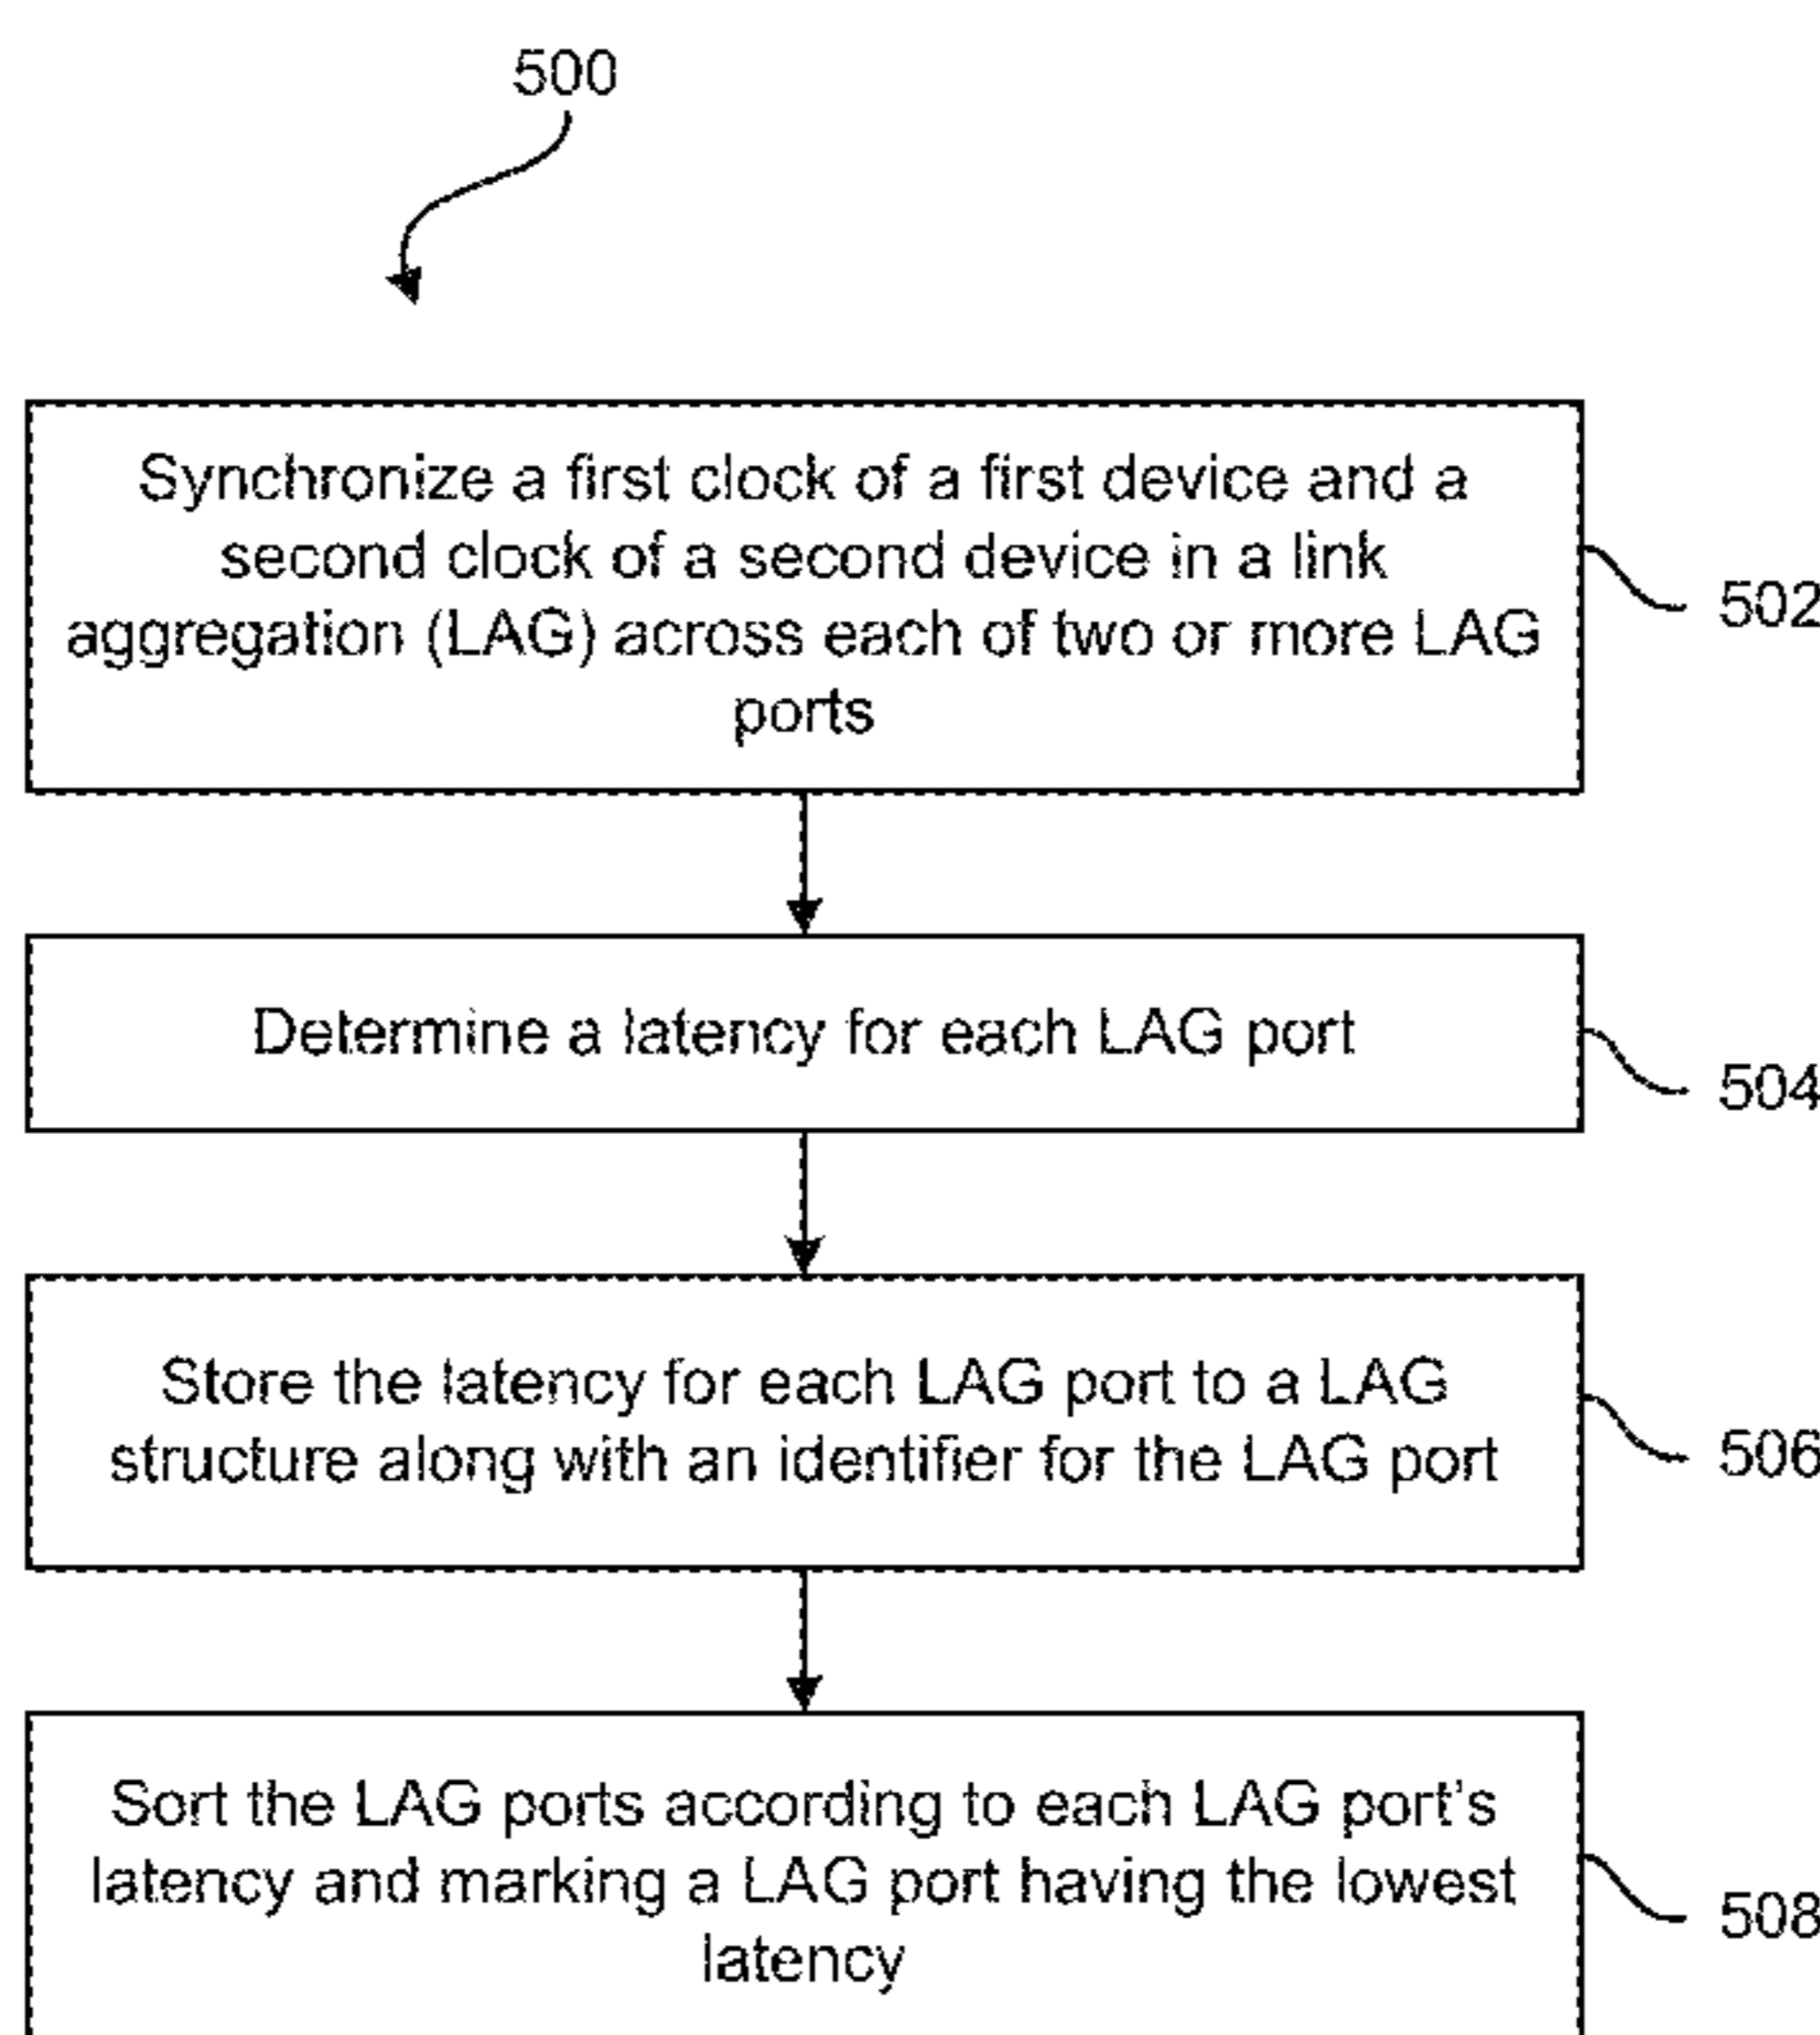 500
Synchronize a first clock of a first device and a
second clock of a second device in a link
aggregation (LAG) across each of two or more LAG
ports
502
Determine a latency for each LAG port
504
Store the latency for each LAG port to a LAG
structure along with an identifier for the LAG port
506
Sort the LAG ports according to each LAG port's
latency and marking a LAG port having the lowest
latency
508